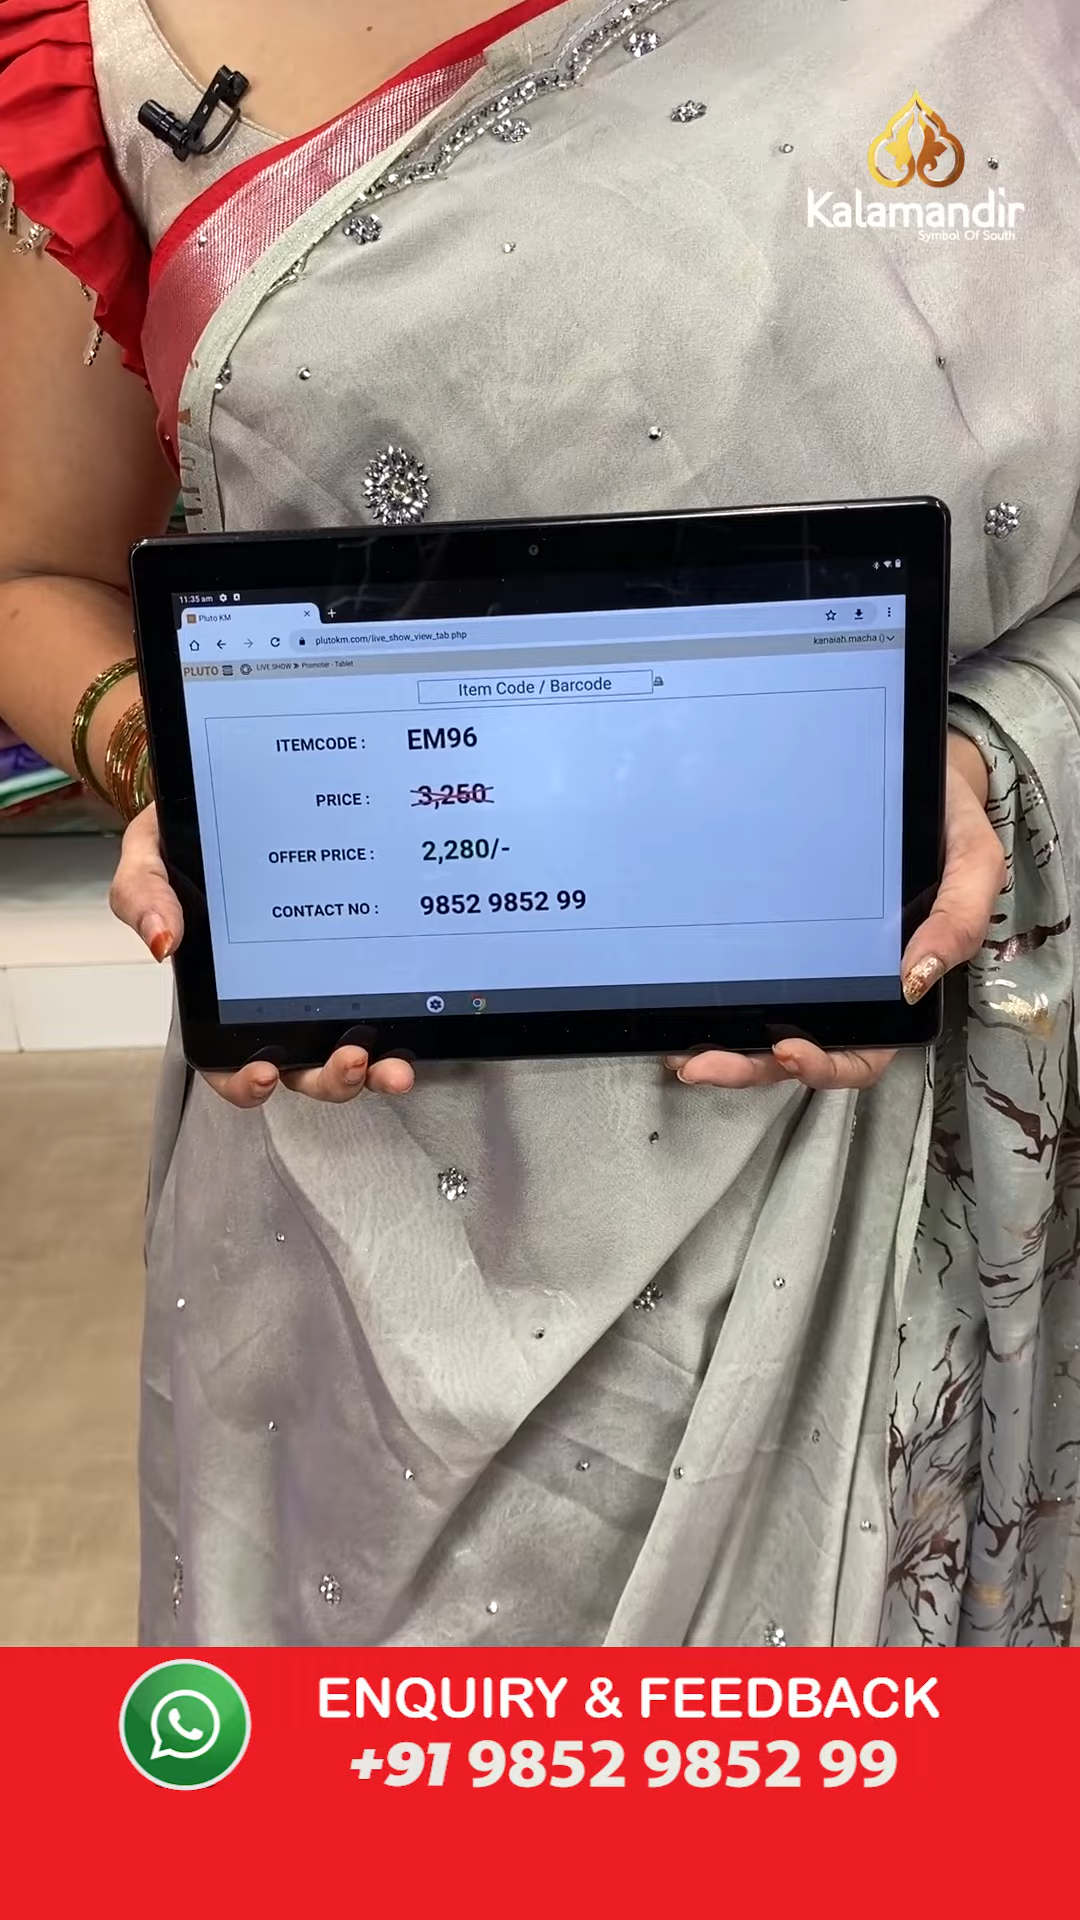 Kalamandir
Symbol Of South
11:35 am
Pluto KM
plutokm.com/live_show_view_tab.php
kanaiah.macha ()
PLUTO
LIVE SHOW
Promoter - Tablet
Item Code / Barcode
ITEMCODE : EM96
PRICE : 3,250
OFFER PRICE : 2,280/-
CONTACT NO : 9852 9852 99
ENQUIRY & FEEDBACK
+91 9852 9852 99